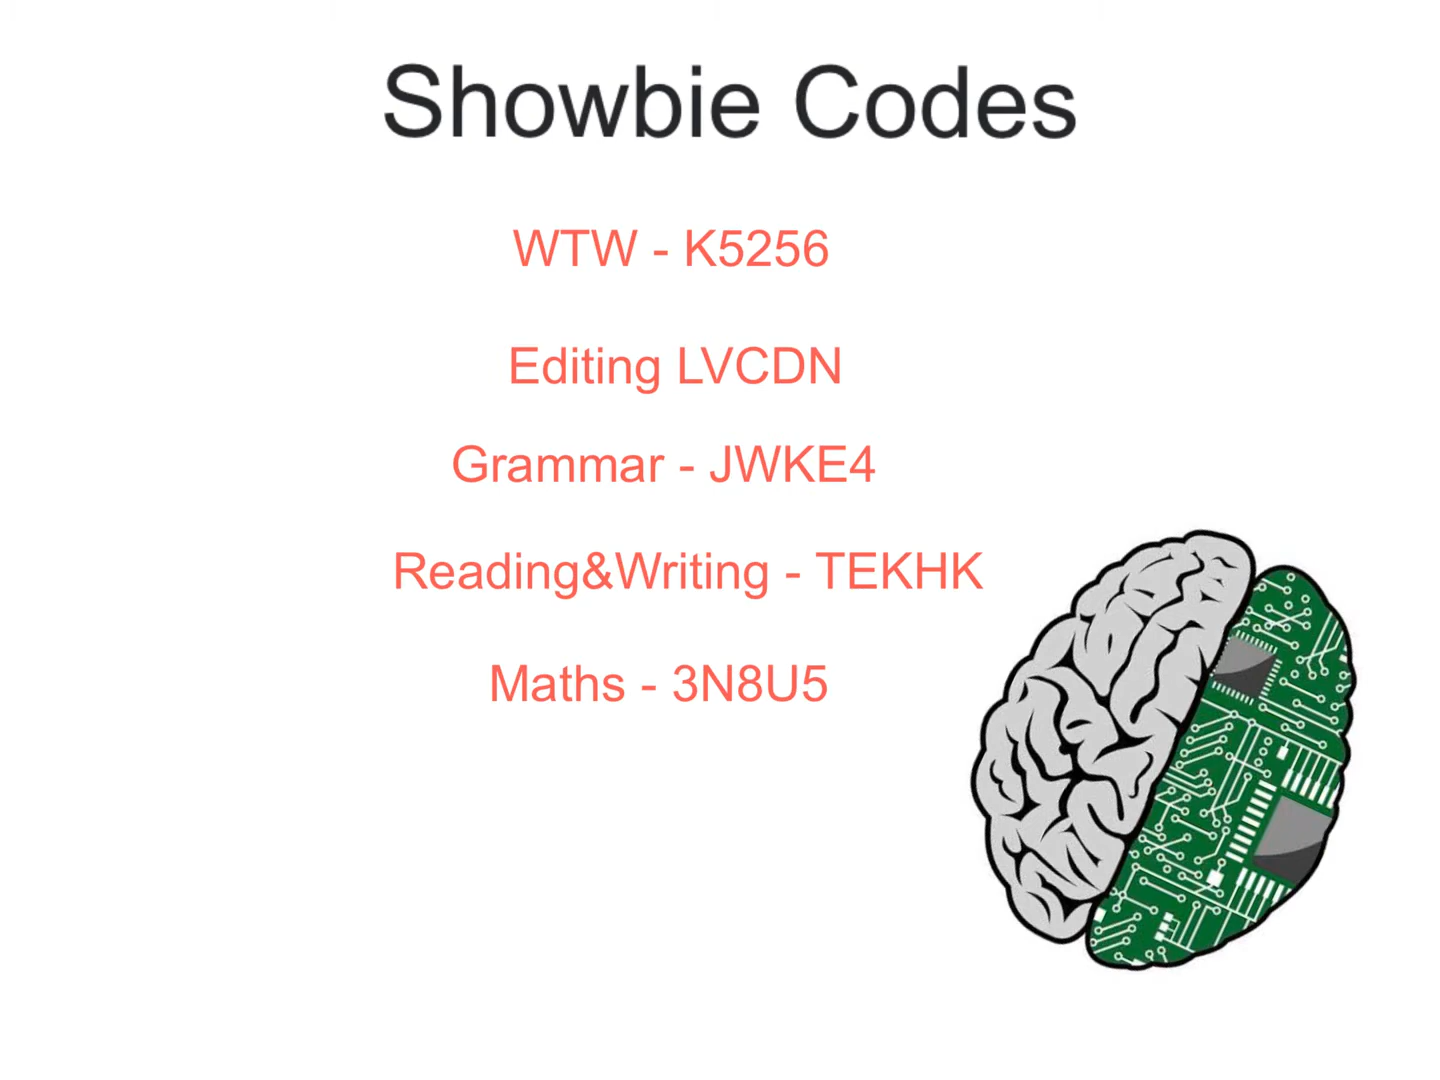 Showbie Codes
WTW - K5256
Editing LVCDN
Grammar - JWKE4
Reading&Writing - TEKHK
Maths - 3N8U5